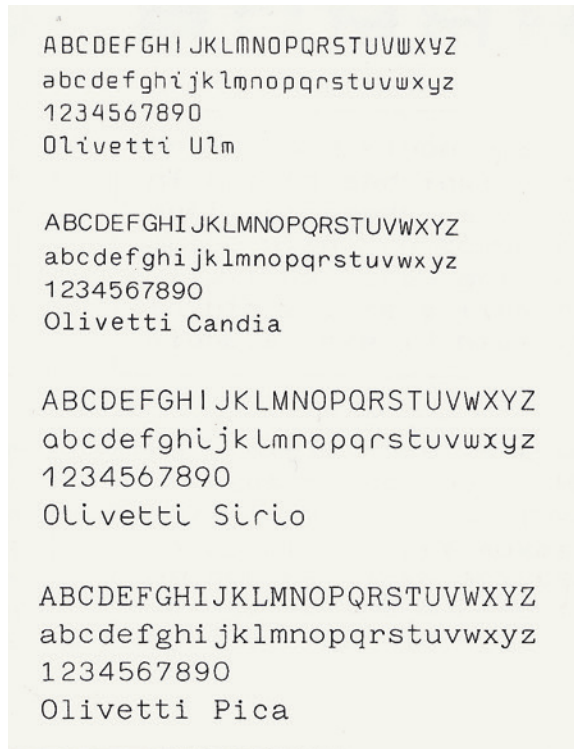 ABCDEFGHIJKLMNOPQRSTUVWXYZ
abcdefghijklmnopqrstuvwxyz
1234567890
Olivetti Ulm
ABCDEFGHIJKLMNOPQRSTUVWXYZ
abcdefghijklmnopqrstuvwxyz
1234567890
Olivetti Candia
ABCDEFGHIJKLMNOPQRSTUVWXYZ
abcdefghijklmnopqrstuvwxyz
1234567890
Olivetti Sirio
ABCDEFGHIJKLMNOPQRSTUVWXYZ
abcdefghijklmnopqrstuvwxyz
1234567890
Olivetti Pica